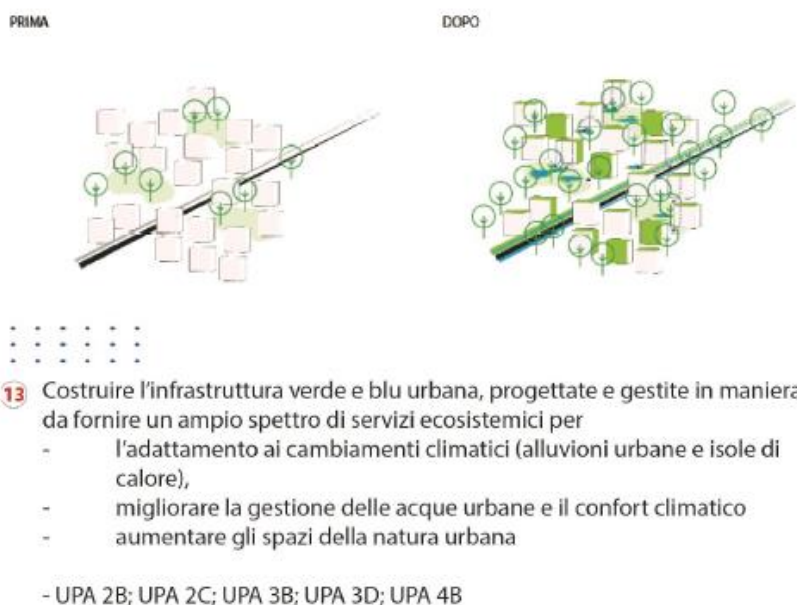 PRIMA
DOPO
13 Costruire l'infrastruttura verde e blu urbana, progettate e gestite in maniera
da fornire un ampio spettro di servizi ecosistemici per
- l'adattamento ai cambiamenti climatici (alluvioni urbane e isole di
calore),
- migliorare la gestione delle acque urbane e il confort climatico
- aumentare gli spazi della natura urbana
- UPA 2B; UPA 2C; UPA 3B; UPA 3D; UPA 4B